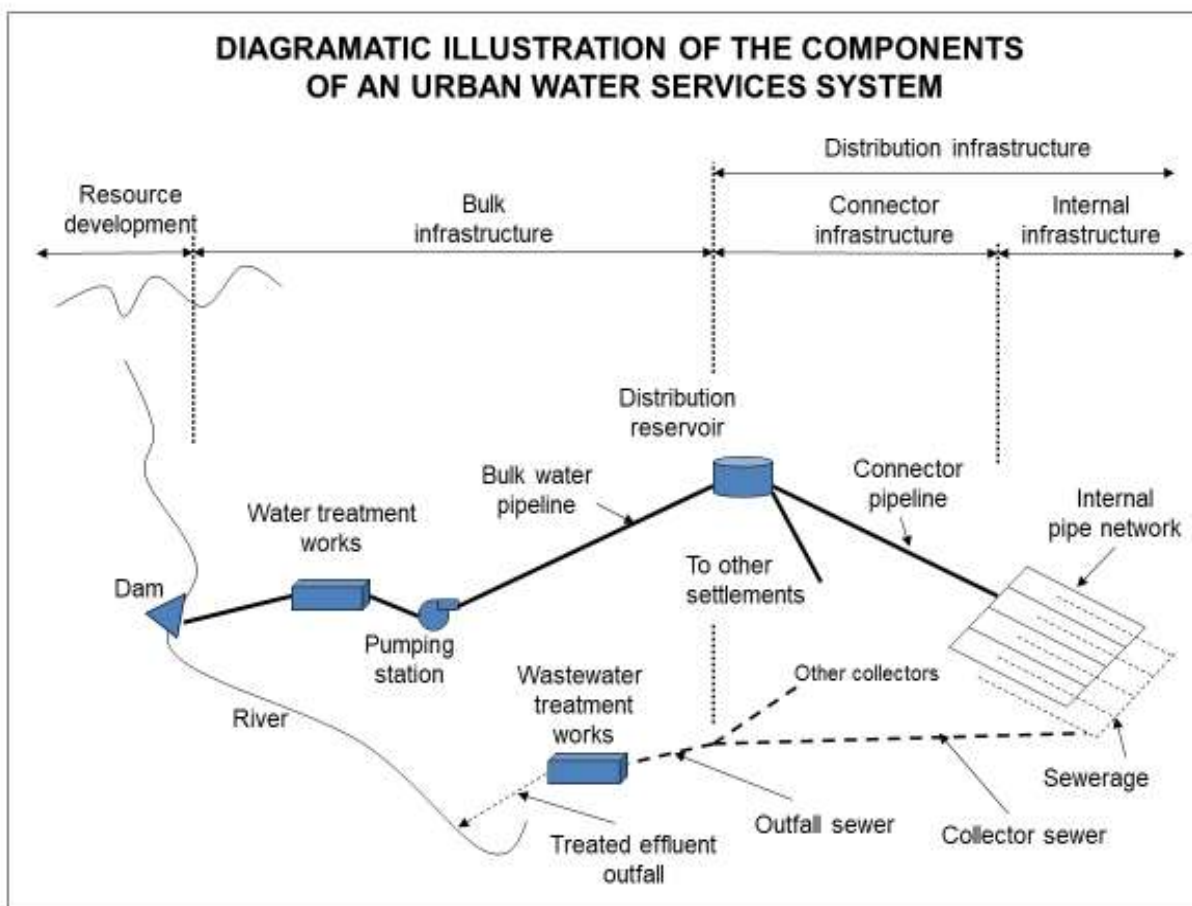 DIAGRAMATIC ILLUSTRATION OF THE COMPONENTS
OF AN URBAN WATER SERVICES SYSTEM
Distribution infrastructure
Resource
development
Bulk
infrastructure
Connector
infrastructure
Internal
infrastructure
Distribution
reservoir
Bulk water
pipeline
Connector
pipeline
Internal
pipe network
Water treatment
works
Dam
To other
settlements
Pumping
station
Wastewater
treatment
works
Other collectors
River
Sewerage
Outfall sewer
Collector sewer
Treated effluent
outfall